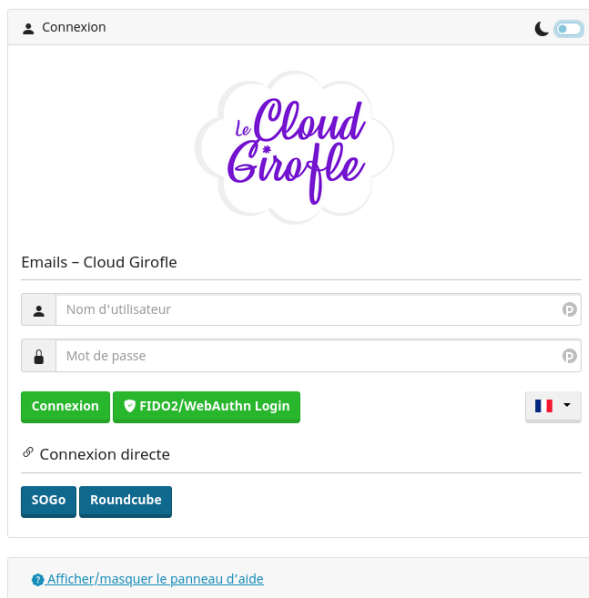 Connexion
Le Cloud
Girofle
Emails – Cloud Girofle
Nom d'utilisateur
Mot de passe
Connexion FIDO2/WebAuthn Login
Connexion directe
SOGo Roundcube
Afficher/masquer le panneau d'aide